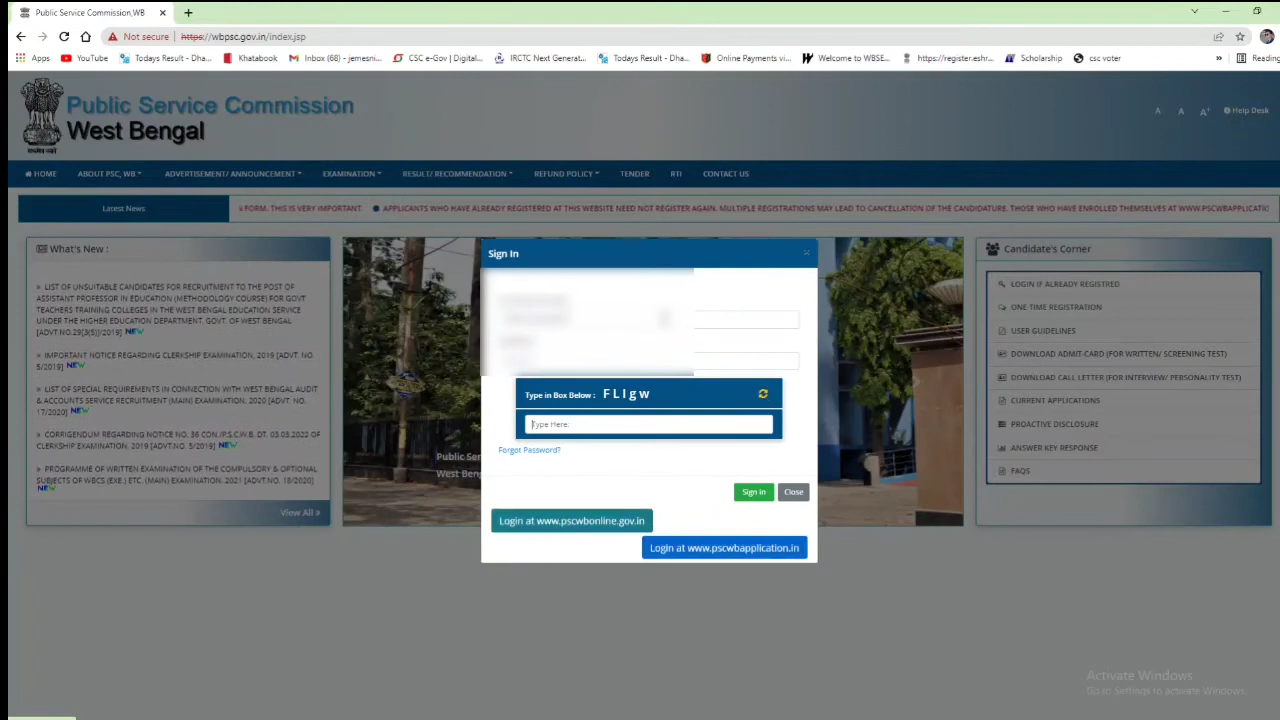 Public Service Commission,WB
Not secure https://wbpsc.gov.in/index.jsp
Apps YouTube Todays Result - Dha... Khatabook Inbox (68) - jemesni... CSC e-Gov | Digital... IRCTC Next Generat... Todays Result - Dha... Online Payments vi... Welcome to WBSE... https://register.eshr... Scholarship csc voter » Reading
Public Service Commission
West Bengal
A A A+ Help Desk
HOME ABOUT PSC, WB ADVERTISEMENT/ ANNOUNCEMENT EXAMINATION RESULT/ RECOMMENDATION REFUND POLICY TENDER RTI CONTACT US
Latest News FORM. THIS IS VERY IMPORTANT. APPLICANTS WHO HAVE ALREADY REGISTERED AT THIS WEBSITE NEED NOT REGISTER AGAIN. MULTIPLE REGISTRATIONS MAY LEAD TO CANCELLATION OF THE CANDIDATURE. THOSE WHO HAVE ENROLLED THEMSELVES AT WWW.PSCWBAPPLICATIO
What's New :
» LIST OF UNSUITABLE CANDIDATES FOR RECRUITMENT TO THE POST OF
ASSISTANT PROFESSOR IN EDUCATION (METHODOLOGY COURSE) FOR GOVT
TEACHERS TRAINING COLLEGES IN THE WEST BENGAL EDUCATION SERVICE
UNDER THE HIGHER EDUCATION DEPARTMENT, GOVT. OF WEST BENGAL
[ADVT.NO.29(3(6)/2019] NEW
» IMPORTANT NOTICE REGARDING CLERKSHIP EXAMINATION, 2019 [ADVT. NO.
5/2019] NEW
» LIST OF SPECIAL REQUIREMENTS IN CONNECTION WITH WEST BENGAL AUDIT
& ACCOUNTS SERVICE RECRUITMENT (MAIN) EXAMINATION, 2020 [ADVT.NO.
17/2020] NEW
» CORRIGENDUM REGARDING NOTICE NO. 36 CON./P.S.C.W.B. DT. 03.03.2022 OF
CLERKSHIP EXAMINATION, 2019 [ADVT.NO. 5/2019] NEW
» PROGRAMME OF WRITTEN EXAMINATION OF THE COMPULSORY & OPTIONAL
SUBJECTS OF WBCS (EXE.) ETC. (MAIN) EXAMINATION, 2021 [ADVT.NO. 18/2020]
NEW
View All »
Public Ser
West Ben
Sign In ×
Type in Box Below : F L I g w
Type Here:
Forgot Password?
Sign in Close
Login at www.pscwbonline.gov.in
Login at www.pscwbapplication.in
Candidate's Corner
LOGIN IF ALREADY REGISTRED
ONE TIME REGISTRATION
USER GUIDELINES
DOWNLOAD ADMIT-CARD (FOR WRITTEN/ SCREENING TEST)
DOWNLOAD CALL LETTER (FOR INTERVIEW/ PERSONALITY TEST)
CURRENT APPLICATIONS
PROACTIVE DISCLOSURE
ANSWER KEY RESPONSE
FAQS
Activate Windows
Go to Settings to activate Windows.